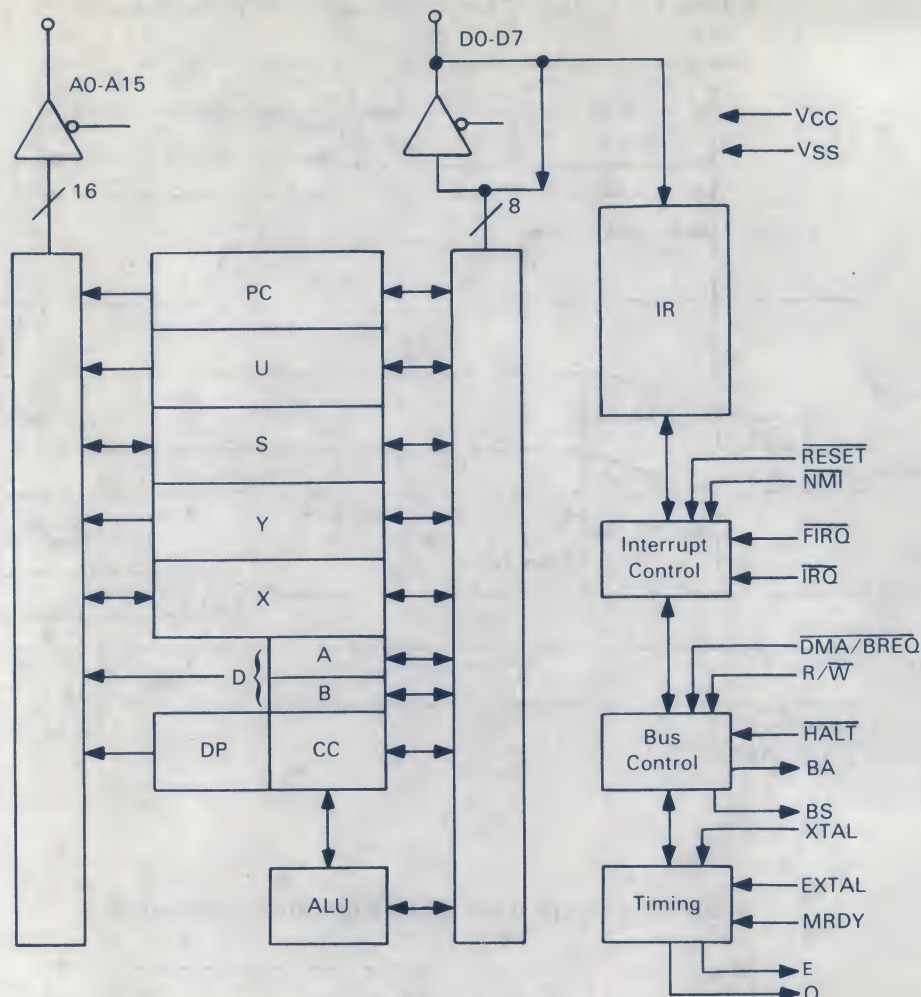 A0-A15
D0-D7
VCC
VSS
16
8
PC
U
S
Y
X
D {
A
B
DP
CC
ALU
IR
RESET
NMI
Interrupt
Control
FIRQ
IRQ
DMA/BREQ
R/W
Bus
Control
HALT
BA
BS
XTAL
Timing
EXTAL
MRDY
E
Q